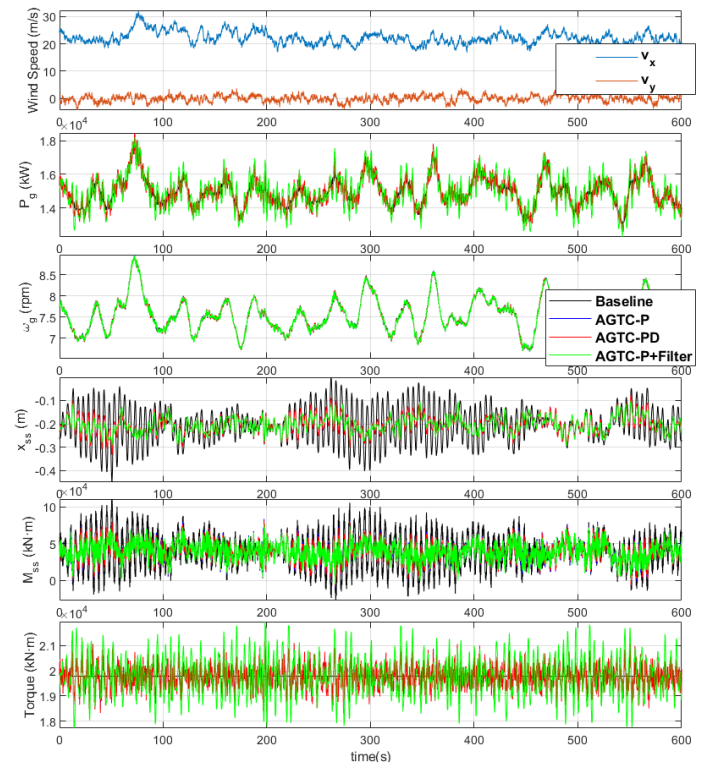 Wind Speed (m/s)
30
20
10
0
v_x
v_y
0 100 200 300 400 500 600
×10^4
P_g (kW)
1.8
1.6
1.4
0 100 200 300 400 500 600
ω_g (rpm)
8.5
8
7.5
7
Baseline
AGTC-P
AGTC-PD
AGTC-P+Filter
0 100 200 300 400 500 600
x_ss (m)
-0.1
-0.2
-0.3
-0.4
0 100 200 300 400 500 600
×10^4
M_ss (kN·m)
10
5
0
0 100 200 300 400 500 600
×10^4
Torque (kN·m)
2.1
2
1.9
1.8
0 100 200 300 400 500 600
time(s)